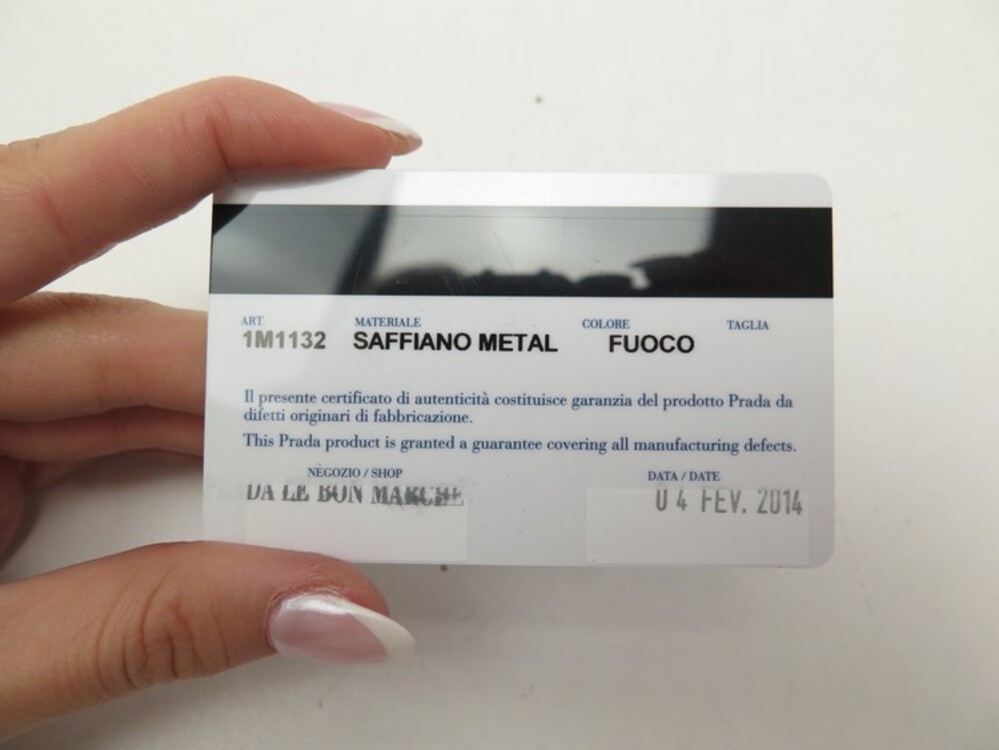 ART. MATERIALE COLORE TAGLIA
1M1132 SAFFIANO METAL FUOCO
Il presente certificato di autenticità costituisce garanzia del prodotto Prada da
difetti originari di fabbricazione.
This Prada product is granted a guarantee covering all manufacturing defects.
NEGOZIO / SHOP DATA / DATE
DA LE BON MARCHE 04 FEV. 2014